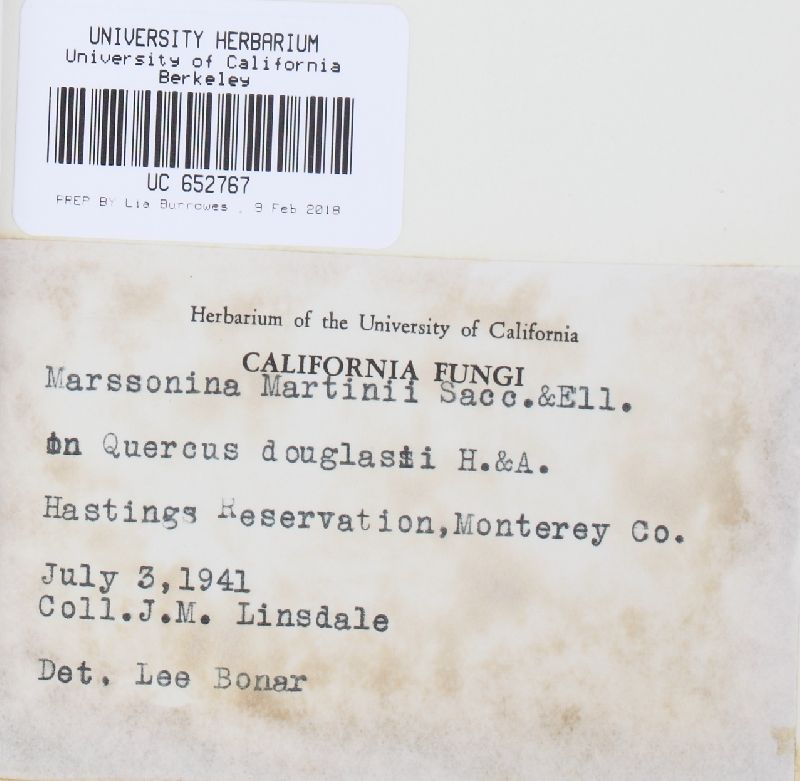 UNIVERSITY HERBARIUM
University of California
Berkeley
UC 652767
PREP BY Lia Burrowes , 9 Feb 2018
Herbarium of the University of California
CALIFORNIA FUNGI
Marssonina Martinii Sacc.&Ell.
on Quercus douglasii H.&A.
Hastings Reservation,Monterey Co.
July 3,1941
Coll.J.M. Linsdale
Det. Lee Bonar